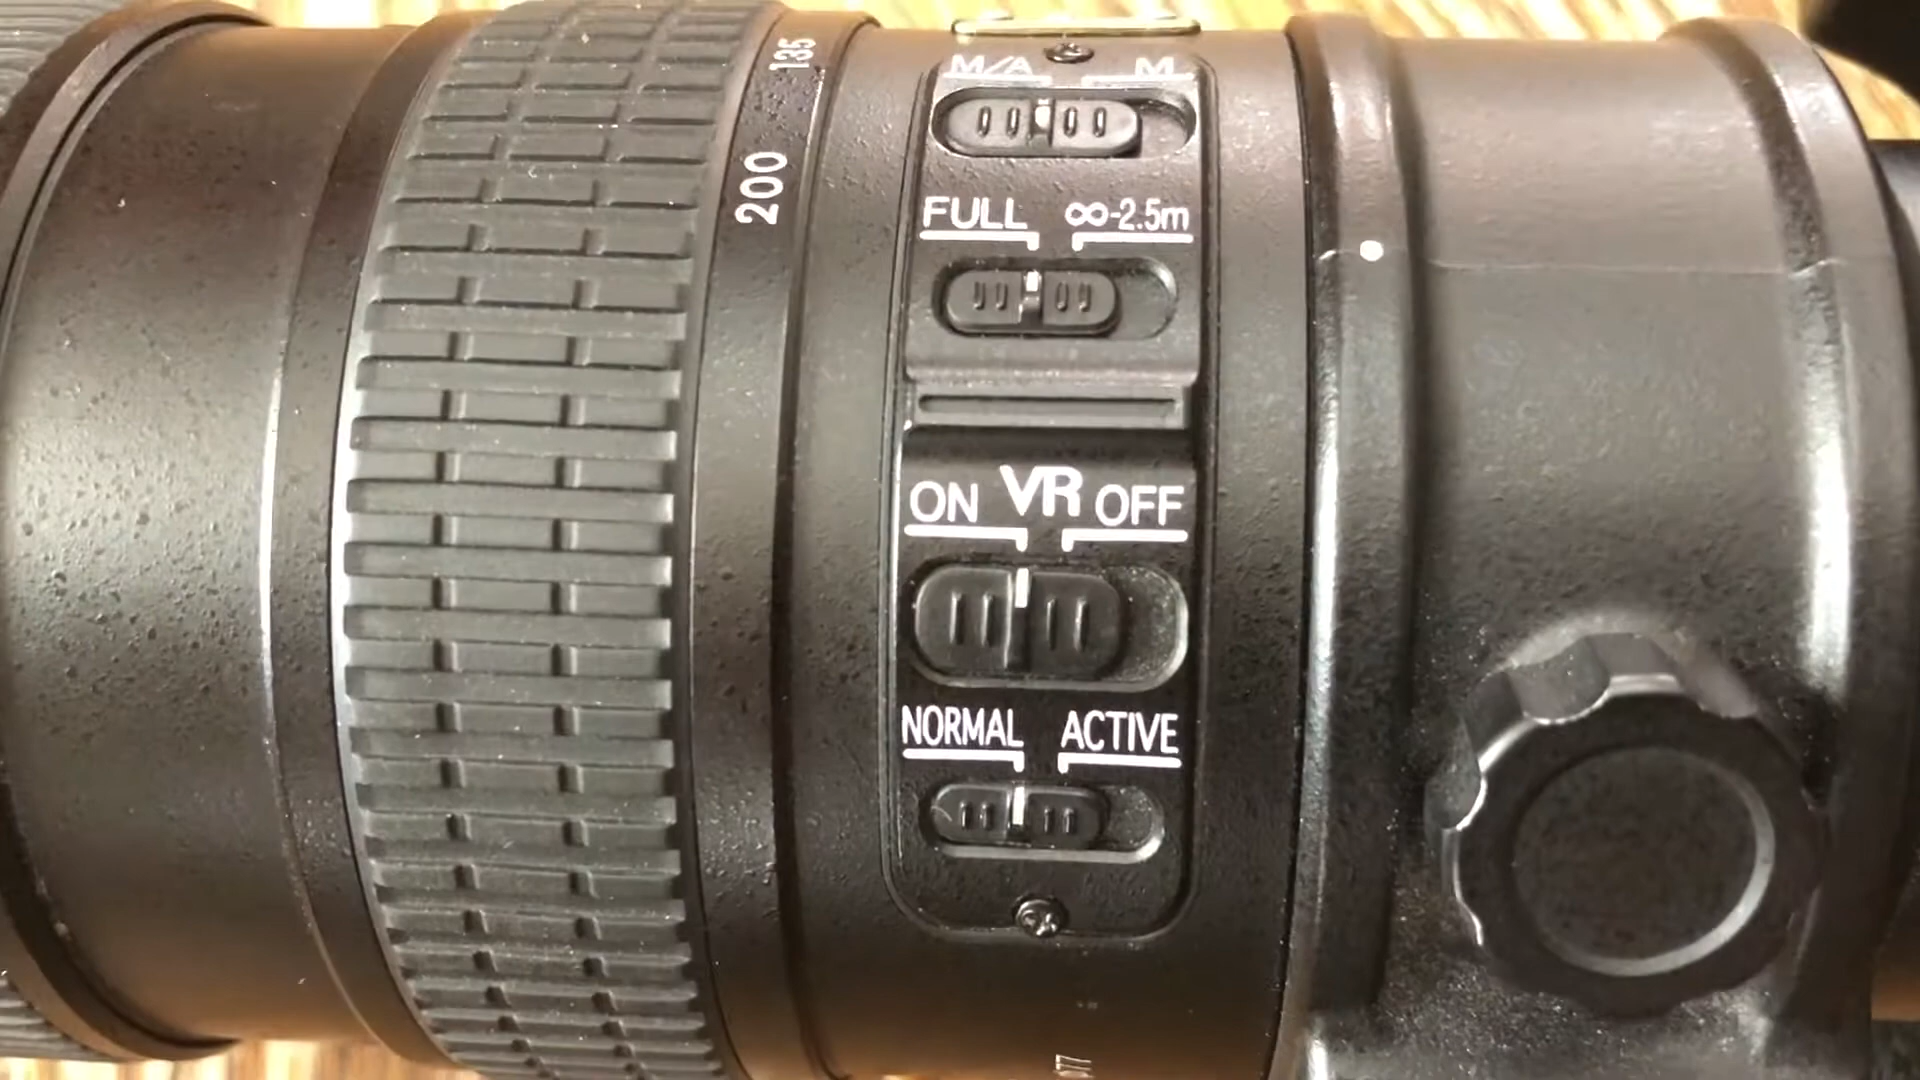 135
200
M/A M
FULL ∞-2.5m
ON VR OFF
NORMAL ACTIVE